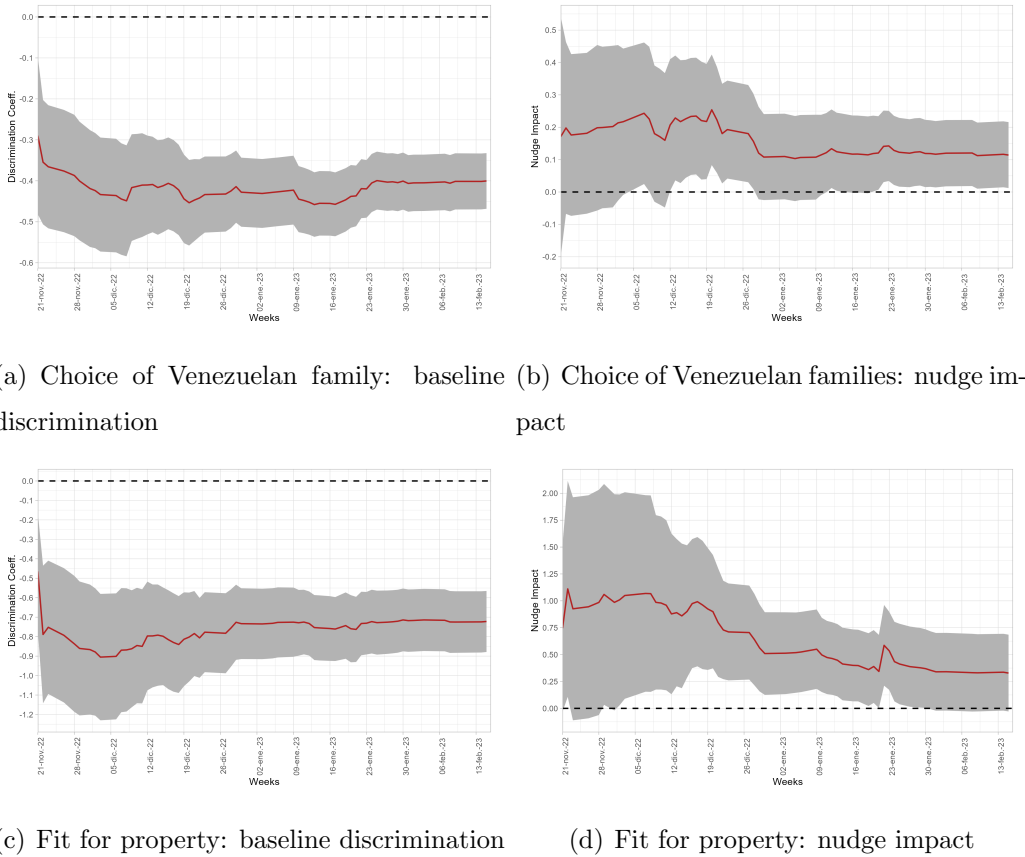 0.0
-0.1
-0.2
-0.3
-0.4
-0.5
-0.6
Discrimination Coeff.
21-nov.-22
28-nov.-22
05-dic.-22
12-dic.-22
19-dic.-22
26-dic.-22
02-ene.-23
09-ene.-23
16-ene.-23
23-ene.-23
30-ene.-23
06-feb.-23
13-feb.-23
Weeks
0.5
0.4
0.3
0.2
0.1
0.0
-0.1
-0.2
Nudge Impact
21-nov.-22
28-nov.-22
05-dic.-22
12-dic.-22
19-dic.-22
26-dic.-22
02-ene.-23
09-ene.-23
16-ene.-23
23-ene.-23
30-ene.-23
06-feb.-23
13-feb.-23
Weeks
(a) Choice of Venezuelan family: baseline
discrimination
(b) Choice of Venezuelan families: nudge im-
pact
0.0
-0.1
-0.2
-0.3
-0.4
-0.5
-0.6
-0.7
-0.8
-0.9
-1.0
-1.1
-1.2
Discrimination Coeff.
21-nov.-22
28-nov.-22
05-dic.-22
12-dic.-22
19-dic.-22
26-dic.-22
02-ene.-23
09-ene.-23
16-ene.-23
23-ene.-23
30-ene.-23
06-feb.-23
13-feb.-23
Weeks
2.00
1.75
1.50
1.25
1.00
0.75
0.50
0.25
0.00
Nudge Impact
21-nov.-22
28-nov.-22
05-dic.-22
12-dic.-22
19-dic.-22
26-dic.-22
02-ene.-23
09-ene.-23
16-ene.-23
23-ene.-23
30-ene.-23
06-feb.-23
13-feb.-23
Weeks
(c) Fit for property: baseline discrimination
(d) Fit for property: nudge impact